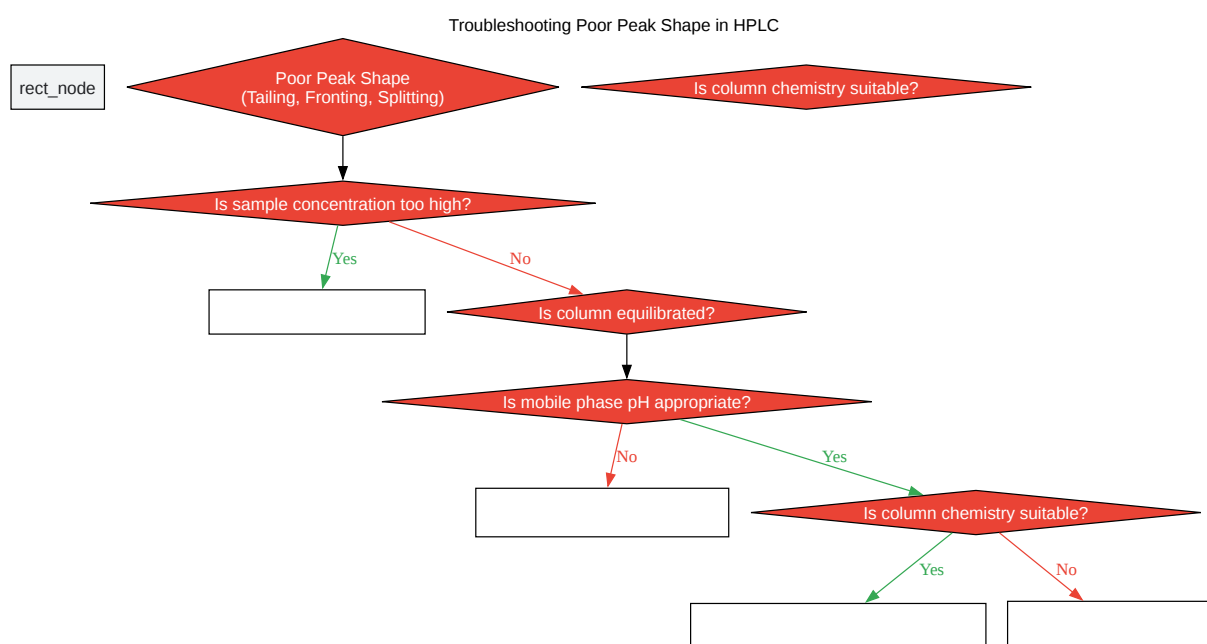 Troubleshooting Poor Peak Shape in HPLC
rect_node
Poor Peak Shape
(Tailing, Fronting, Splitting)
Is column chemistry suitable?
Is sample concentration too high?
Yes
No
Is column equilibrated?
Is mobile phase pH appropriate?
No
Yes
Is column chemistry suitable?
Yes
No